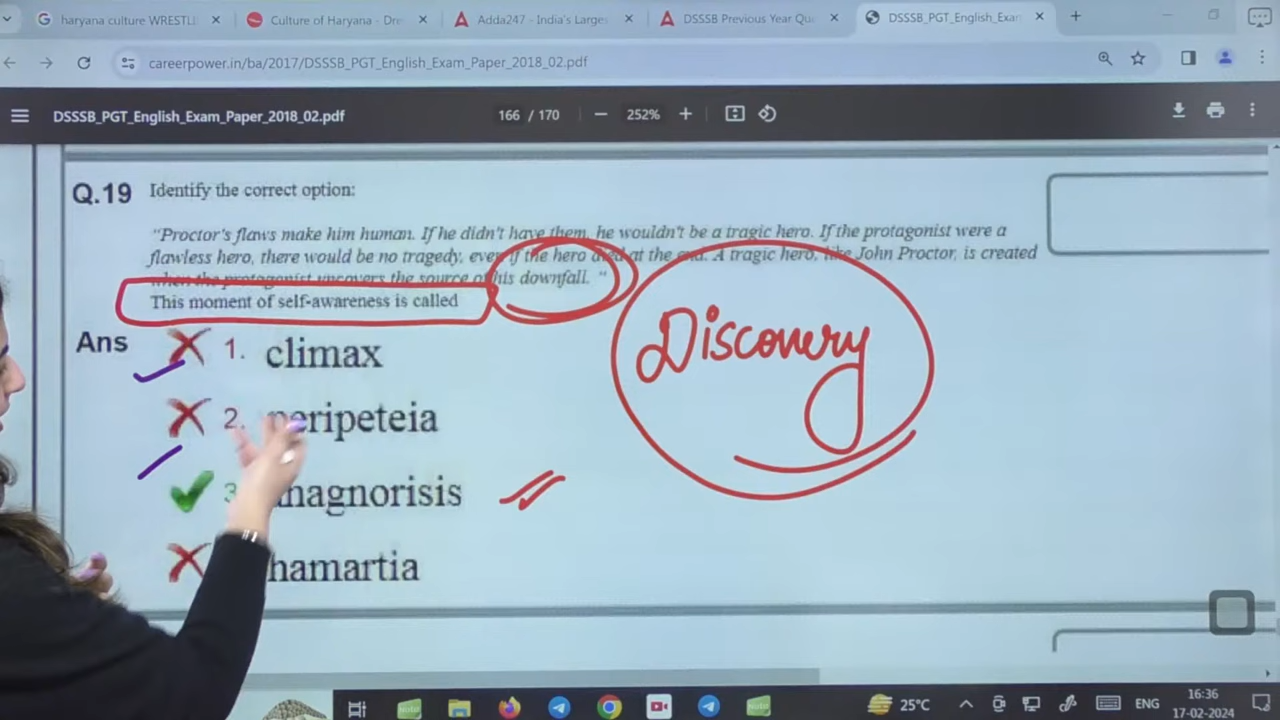 haryana culture WRESTLI
Culture of Haryana - Dre
Adda247 - India's Large
DSSSB Previous Year Qu
DSSSB_PGT_English_Exar
careerpower.in/ba/2017/DSSSB_PGT_English_Exam_Paper_2018_02.pdf
DSSSB_PGT_English_Exam_Paper_2018_02.pdf
166 / 170
252%
Q.19 Identify the correct option:
"Proctor's flaws make him human. If he didn't have them, he wouldn't be a tragic hero. If the protagonist were a
flawless hero, there would be no tragedy, even if the hero died at the end. A tragic hero, like John Proctor, is created
when the protagonist uncovers the source of his downfall. "
This moment of self-awareness is called
Discovery
Ans
1. climax
2. peripeteia
3. magnorisis
hamartia
25°C
ENG
16:36
17-02-2024